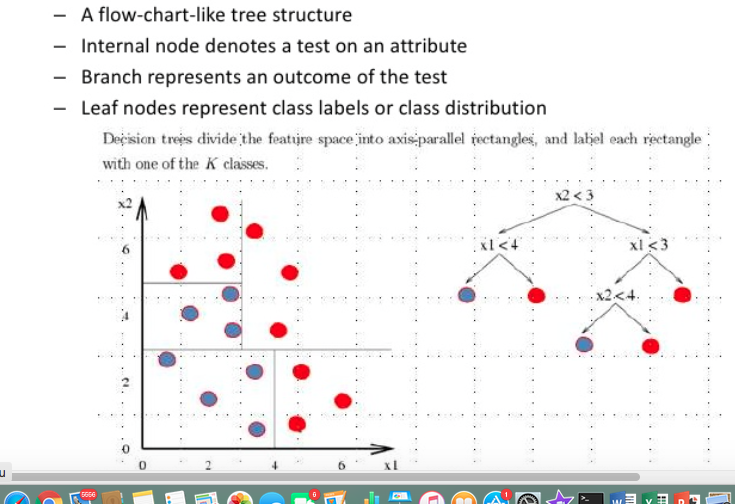 – A flow-chart-like tree structure
– Internal node denotes a test on an attribute
– Branch represents an outcome of the test
– Leaf nodes represent class labels or class distribution
Decision trees divide the feature space into axis-parallel rectangles, and label each rectangle
with one of the K classes.
x2
6
4
2
0
0 2 4 6 x1
x2 < 3
x1 < 4 x1 < 3
x2 < 4
u
6666
6
1
W